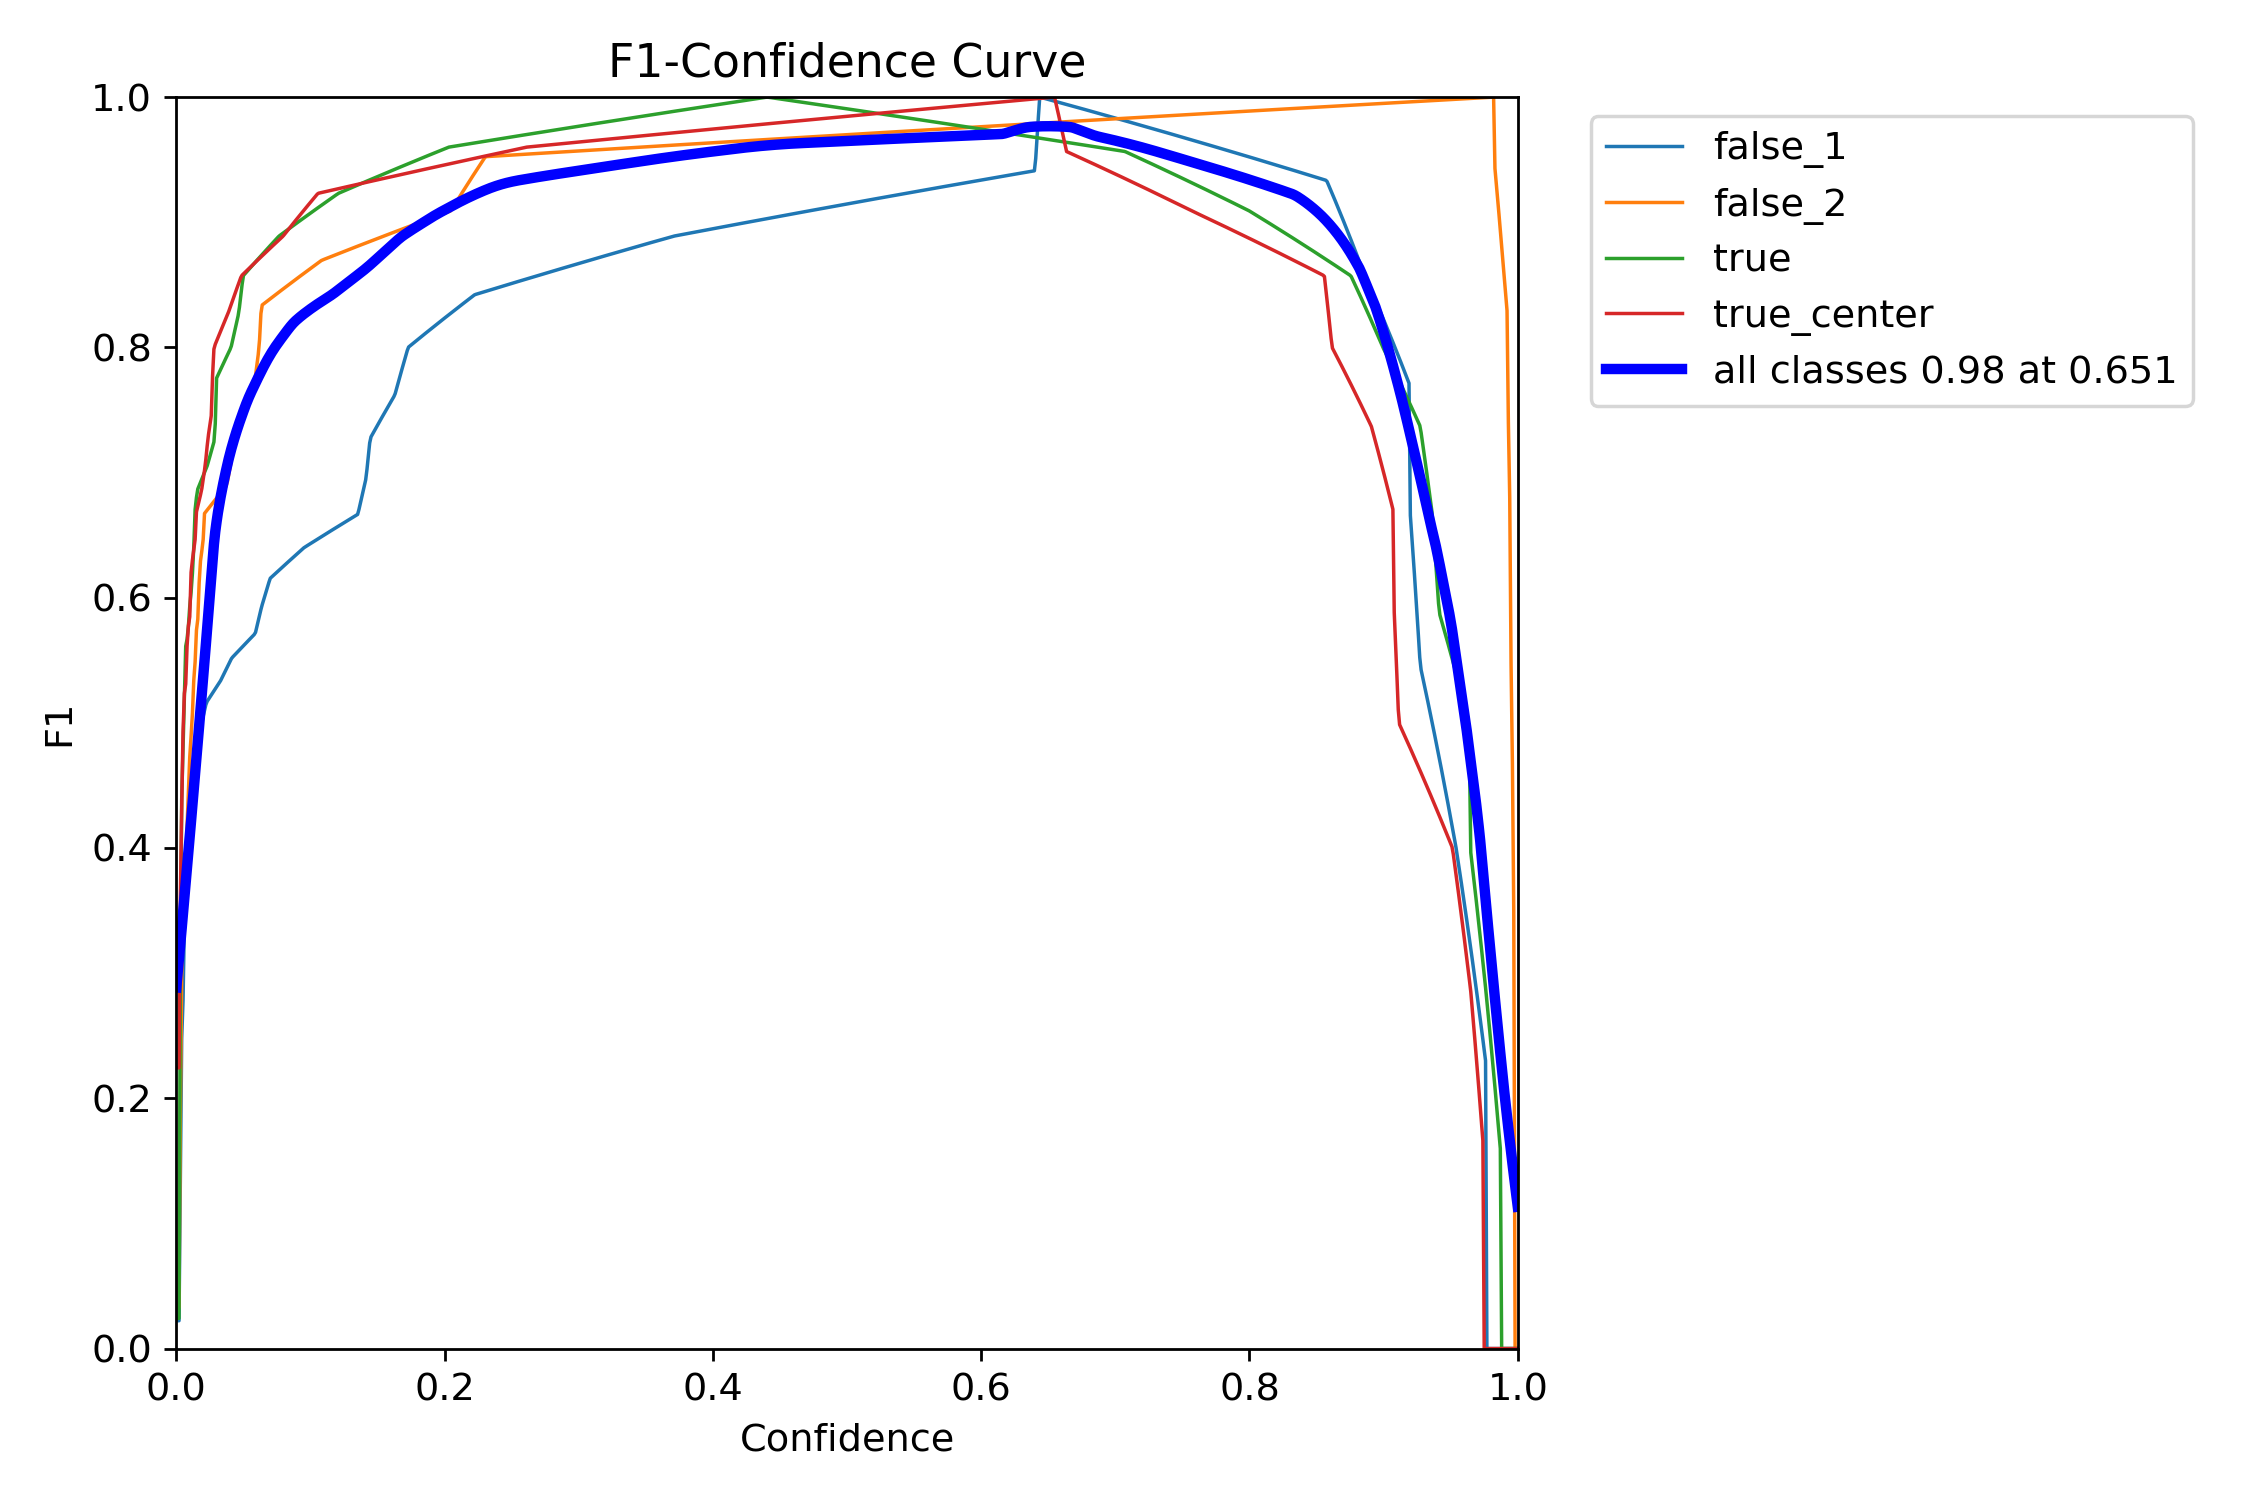 F1-Confidence Curve
1.0
0.8
0.6
0.4
0.2
0.0
F1
0.0 0.2 0.4 0.6 0.8 1.0
Confidence
false_1
false_2
true
true_center
all classes 0.98 at 0.651